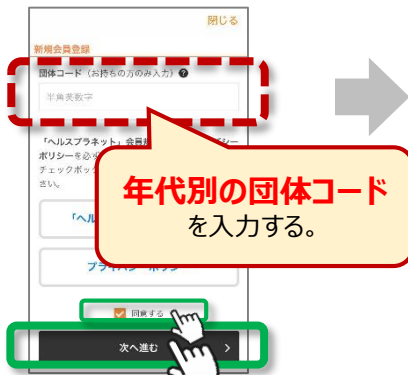 閉じる
新規会員登録
団体コード（お持ちの方のみ入力）?
半角英数字
「ヘルスプラネット」会員
シー
ポリシーを必ず
チェックボック
さい。
年代別の団体コード
を入力する。
「ヘル
プライバシーポリシー
同意する
次へ進む >